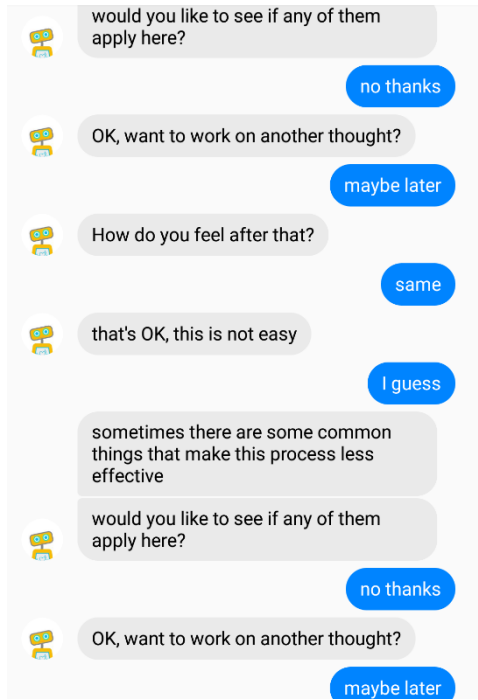 would you like to see if any of them
apply here?
no thanks
OK, want to work on another thought?
maybe later
How do you feel after that?
same
that's OK, this is not easy
I guess
sometimes there are some common
things that make this process less
effective
would you like to see if any of them
apply here?
no thanks
OK, want to work on another thought?
maybe later